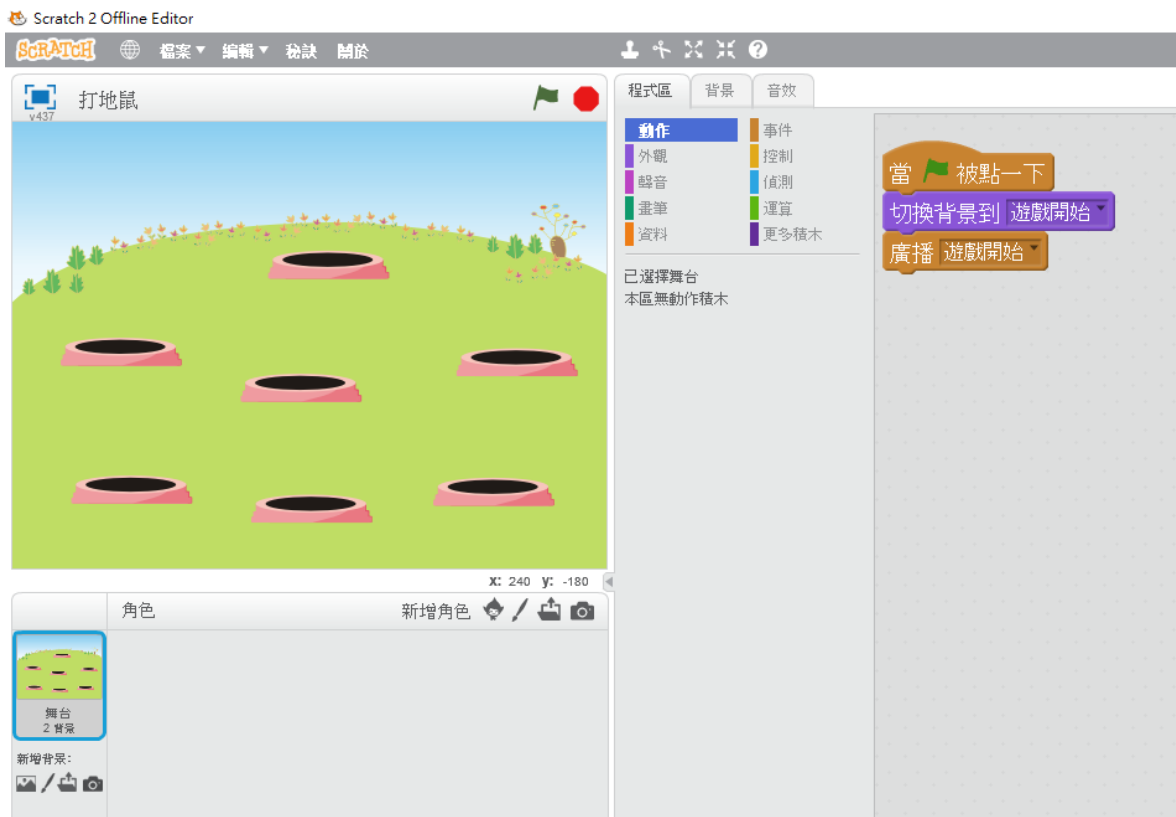 Scratch 2 Offline Editor
SCRATCH 檔案 編輯 秘訣 關於
打地鼠
v437
程式區 背景 音效
動作 事件
外觀 控制
聲音 偵測
畫筆 運算
資料 更多積木
已選擇舞台
本區無動作積木
當 被點一下
切換背景到 遊戲開始
廣播 遊戲開始
x: 240 y: -180
角色 新增角色
舞台
2 背景
新增背景: